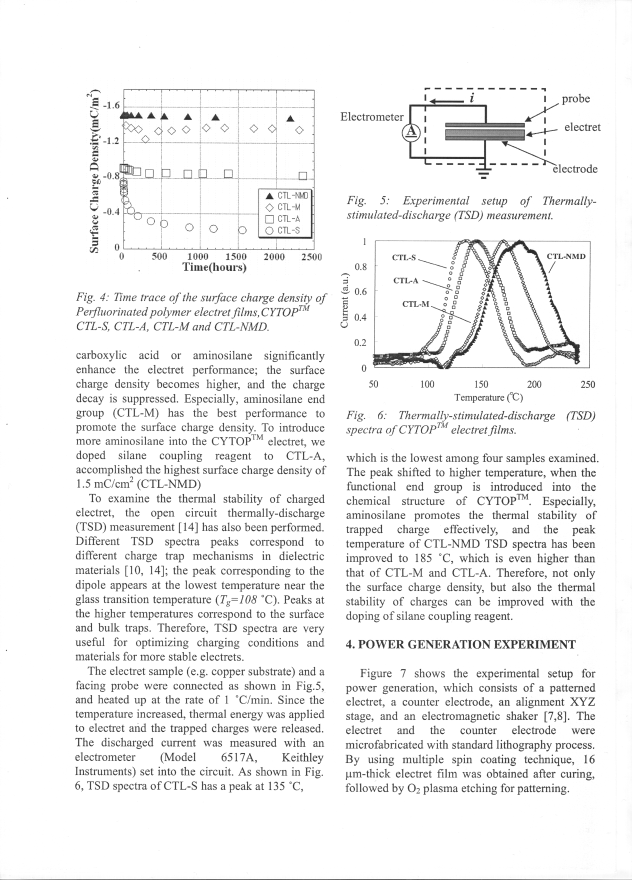 Surface Charge Density(mC/m²)
-1.6
-1.2
-0.8
-0.4
0
0 500 1000 1500 2000 2500
Time(hours)
CTL-NMD
CTL-M
CTL-A
CTL-S
Fig. 4: Time trace of the surface charge density of
Perfluorinated polymer electret films,CYTOP™
CTL-S, CTL-A, CTL-M and CTL-NMD.
carboxylic acid or aminosilane significantly
enhance the electret performance; the surface
charge density becomes higher, and the charge
decay is suppressed. Especially, aminosilane end
group (CTL-M) has the best performance to
promote the surface charge density. To introduce
more aminosilane into the CYTOP™ electret, we
doped silane coupling reagent to CTL-A,
accomplished the highest surface charge density of
1.5 mC/cm² (CTL-NMD)
To examine the thermal stability of charged
electret, the open circuit thermally-discharge
(TSD) measurement [14] has also been performed.
Different TSD spectra peaks correspond to
different charge trap mechanisms in dielectric
materials [10, 14]; the peak corresponding to the
dipole appears at the lowest temperature near the
glass transition temperature (Tg=108 °C). Peaks at
the higher temperatures correspond to the surface
and bulk traps. Therefore, TSD spectra are very
useful for optimizing charging conditions and
materials for more stable electrets.
The electret sample (e.g. copper substrate) and a
facing probe were connected as shown in Fig.5,
and heated up at the rate of 1 °C/min. Since the
temperature increased, thermal energy was applied
to electret and the trapped charges were released.
The discharged current was measured with an
electrometer (Model 6517A, Keithley
Instruments) set into the circuit. As shown in Fig.
6, TSD spectra of CTL-S has a peak at 135 °C,
i
probe
Electrometer
A
electret
electrode
Fig. 5: Experimental setup of Thermally-
stimulated-discharge (TSD) measurement.
Current (a.u.)
1
0.8
0.6
0.4
0.2
0
CTL-S
CTL-A
CTL-M
CTL-NMD
50 100 150 200 250
Temperature (℃)
Fig. 6: Thermally-stimulated-discharge (TSD)
spectra of CYTOP™ electret films.
which is the lowest among four samples examined.
The peak shifted to higher temperature, when the
functional end group is introduced into the
chemical structure of CYTOP™. Especially,
aminosilane promotes the thermal stability of
trapped charge effectively, and the peak
temperature of CTL-NMD TSD spectra has been
improved to 185 °C, which is even higher than
that of CTL-M and CTL-A. Therefore, not only
the surface charge density, but also the thermal
stability of charges can be improved with the
doping of silane coupling reagent.
4. POWER GENERATION EXPERIMENT
Figure 7 shows the experimental setup for
power generation, which consists of a patterned
electret, a counter electrode, an alignment XYZ
stage, and an electromagnetic shaker [7,8]. The
electret and the counter electrode were
microfabricated with standard lithography process.
By using multiple spin coating technique, 16
μm-thick electret film was obtained after curing,
followed by O₂ plasma etching for patterning.